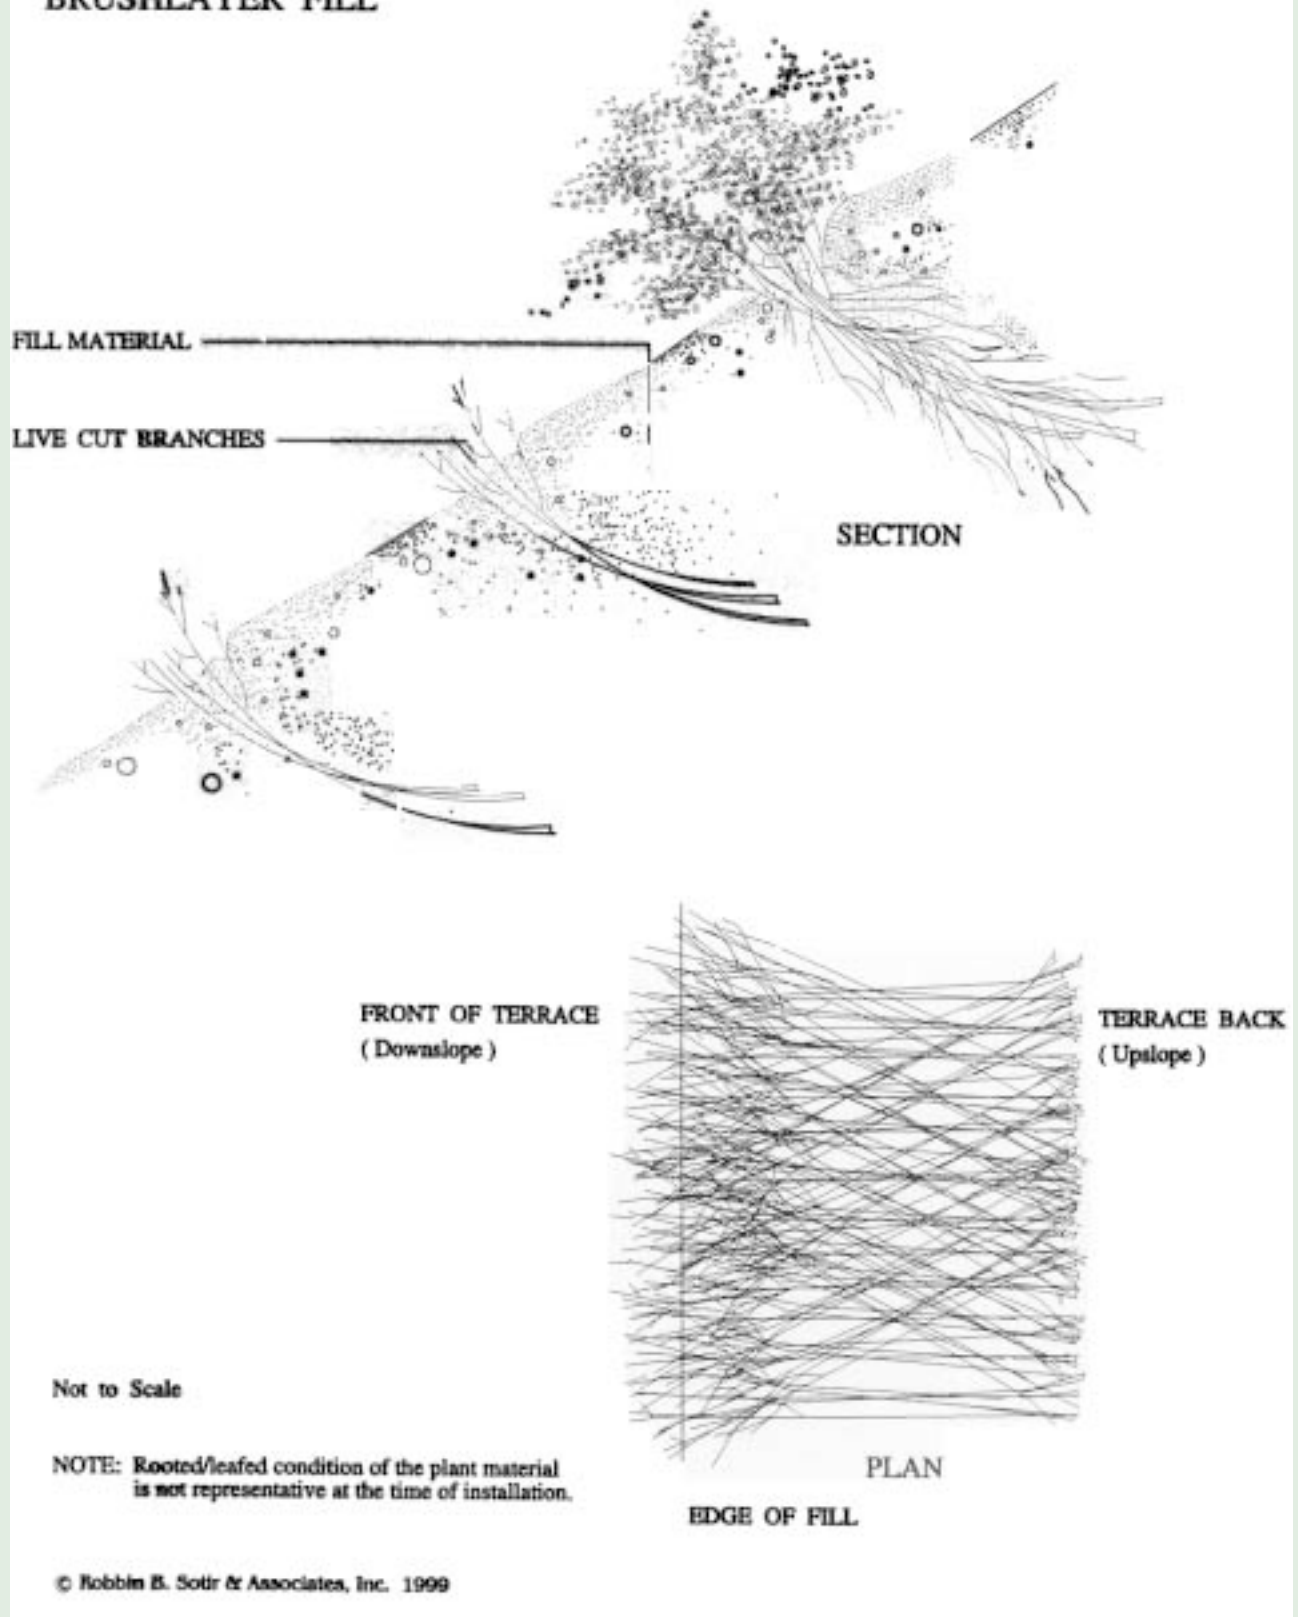 BRUSHLAYER FILL
FILL MATERIAL
LIVE CUT BRANCHES
SECTION
FRONT OF TERRACE
( Downslope )
TERRACE BACK
( Upslope )
Not to Scale
PLAN
NOTE: Rooted/leafed condition of the plant material
is not representative at the time of installation.
EDGE OF FILL
© Robbin B. Sotir & Associates, Inc. 1999